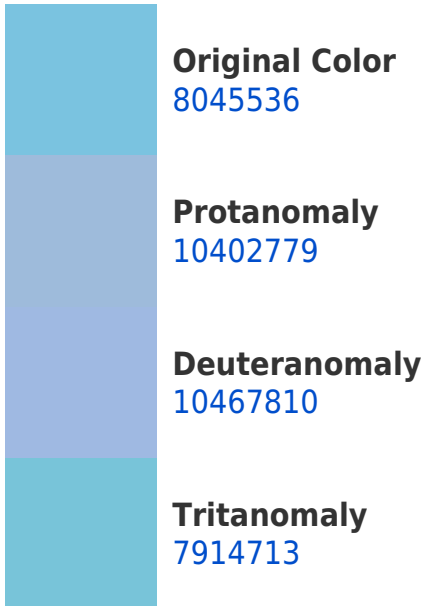 Original Color
8045536
Protanomaly
10402779
Deuteranomaly
10467810
Tritanomaly
7914713